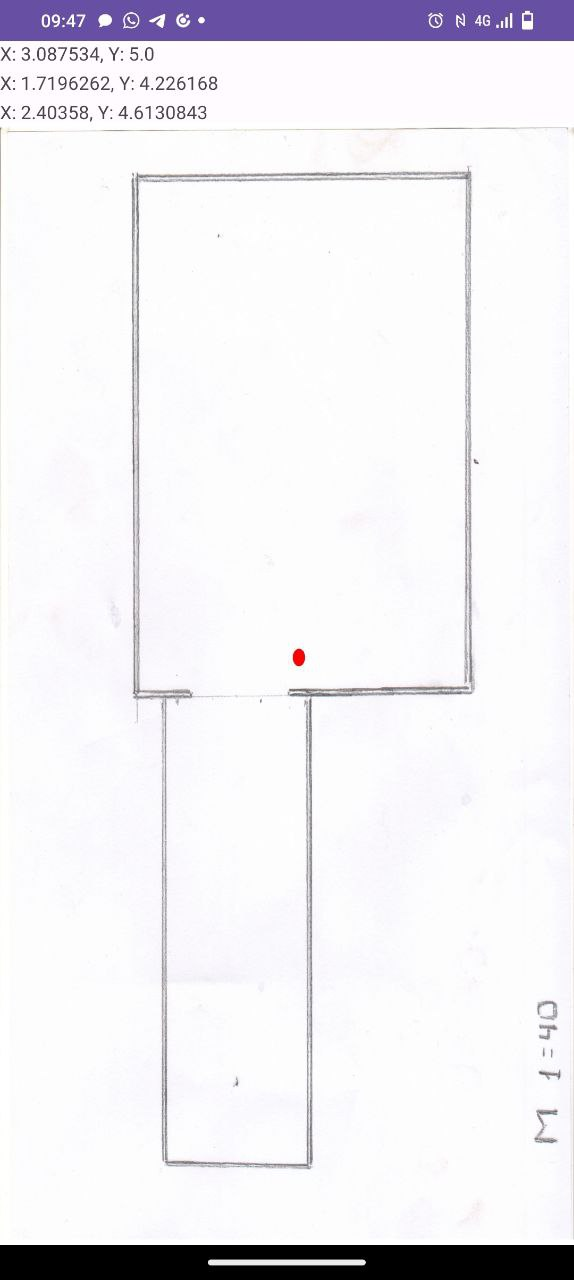 09:47 4G
X: 3.087534, Y: 5.0
X: 1.7196262, Y: 4.226168
X: 2.40358, Y: 4.6130843
M 1=40